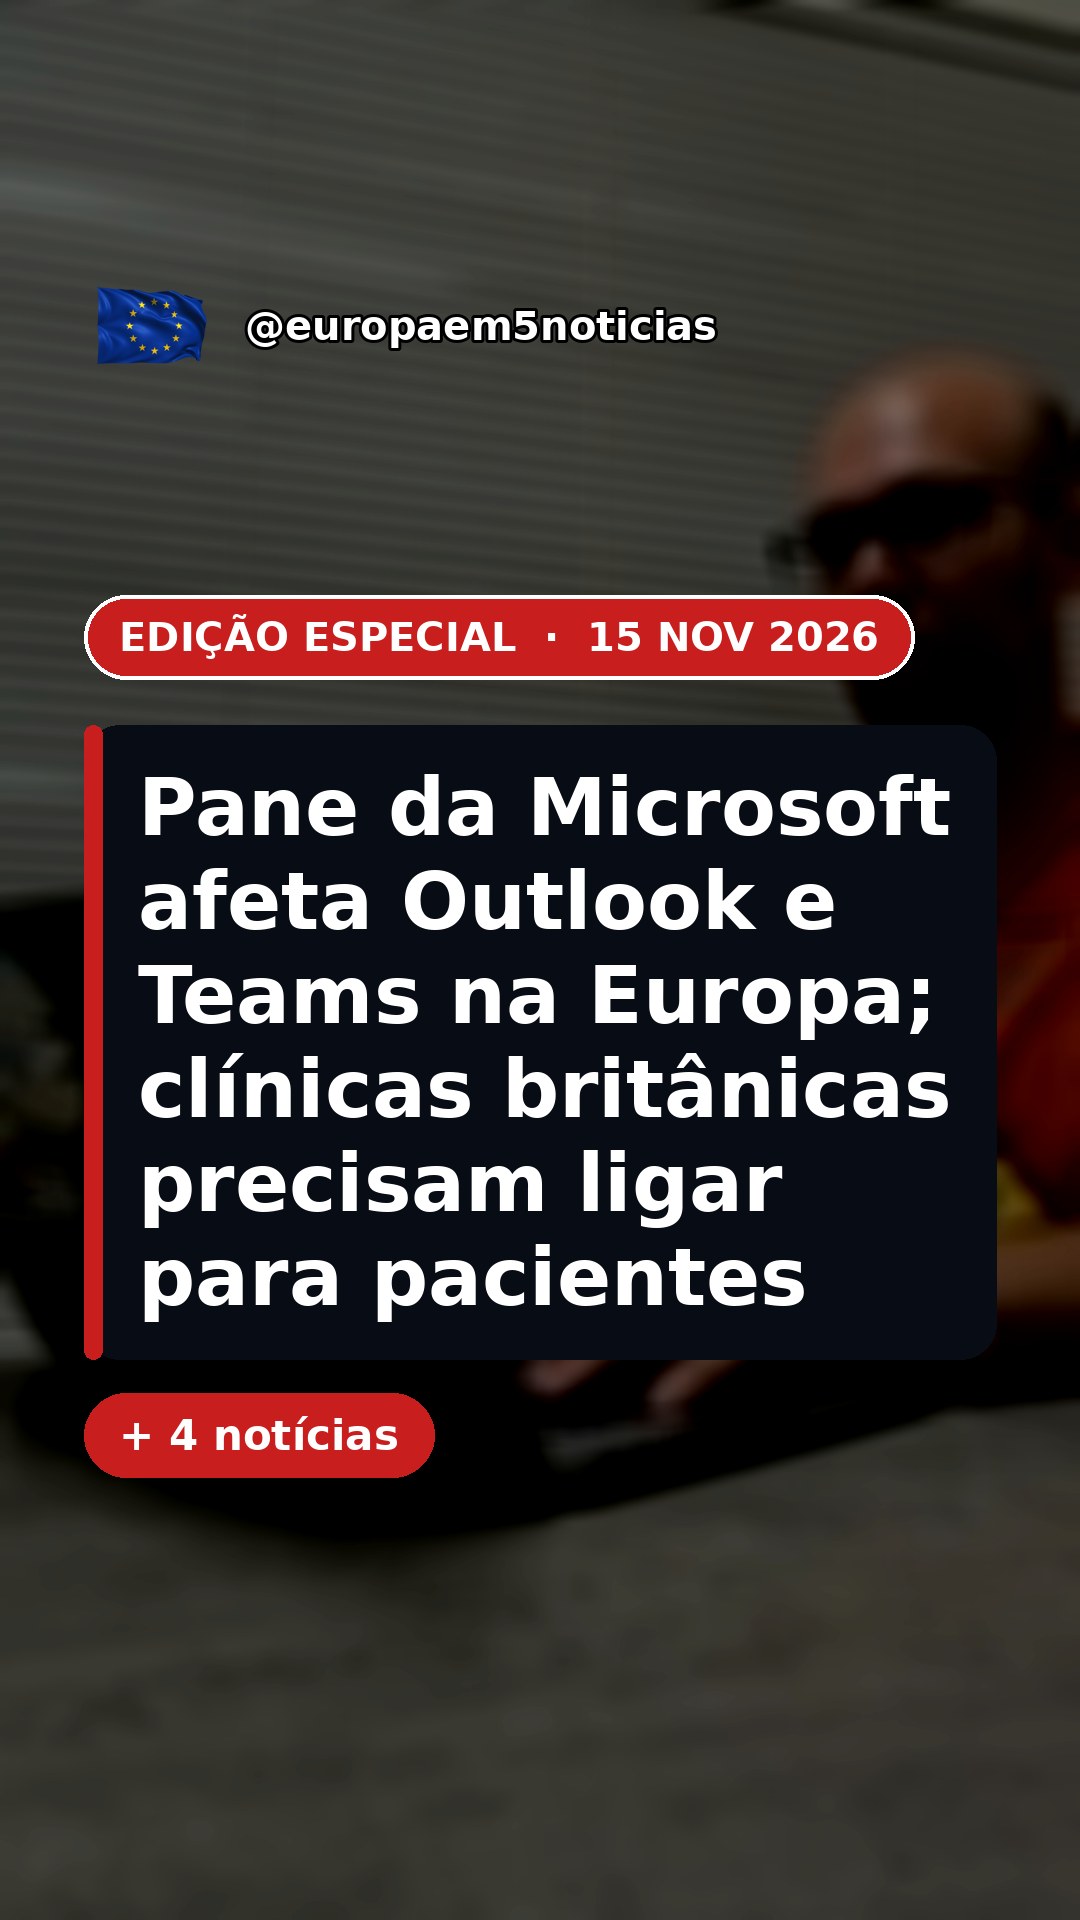 @europaem5noticias
EDIÇÃO ESPECIAL · 15 NOV 2026
Pane da Microsoft
afeta Outlook e
Teams na Europa;
clínicas britânicas
precisam ligar
para pacientes
+ 4 notícias